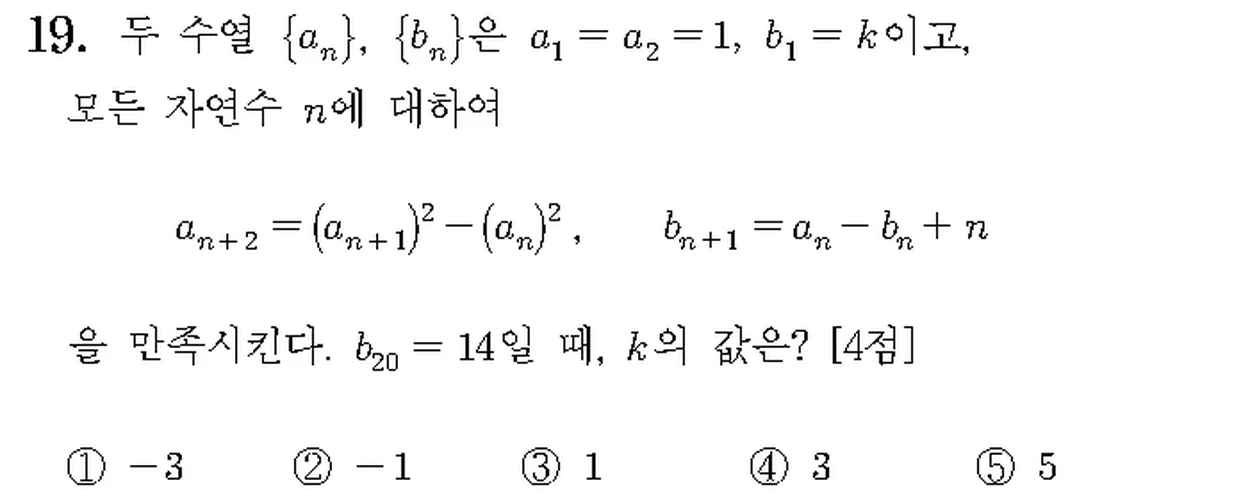 19. 두 수열 {aₙ}, {bₙ}은 a₁ = a₂ = 1, b₁ = k이고,
모든 자연수 n에 대하여
aₙ₊₂ = (aₙ₊₁)² − (aₙ)², bₙ₊₁ = aₙ − bₙ + n
을 만족시킨다. b₂₀ = 14일 때, k의 값은? [4점]
① −3 ② −1 ③ 1 ④ 3 ⑤ 5